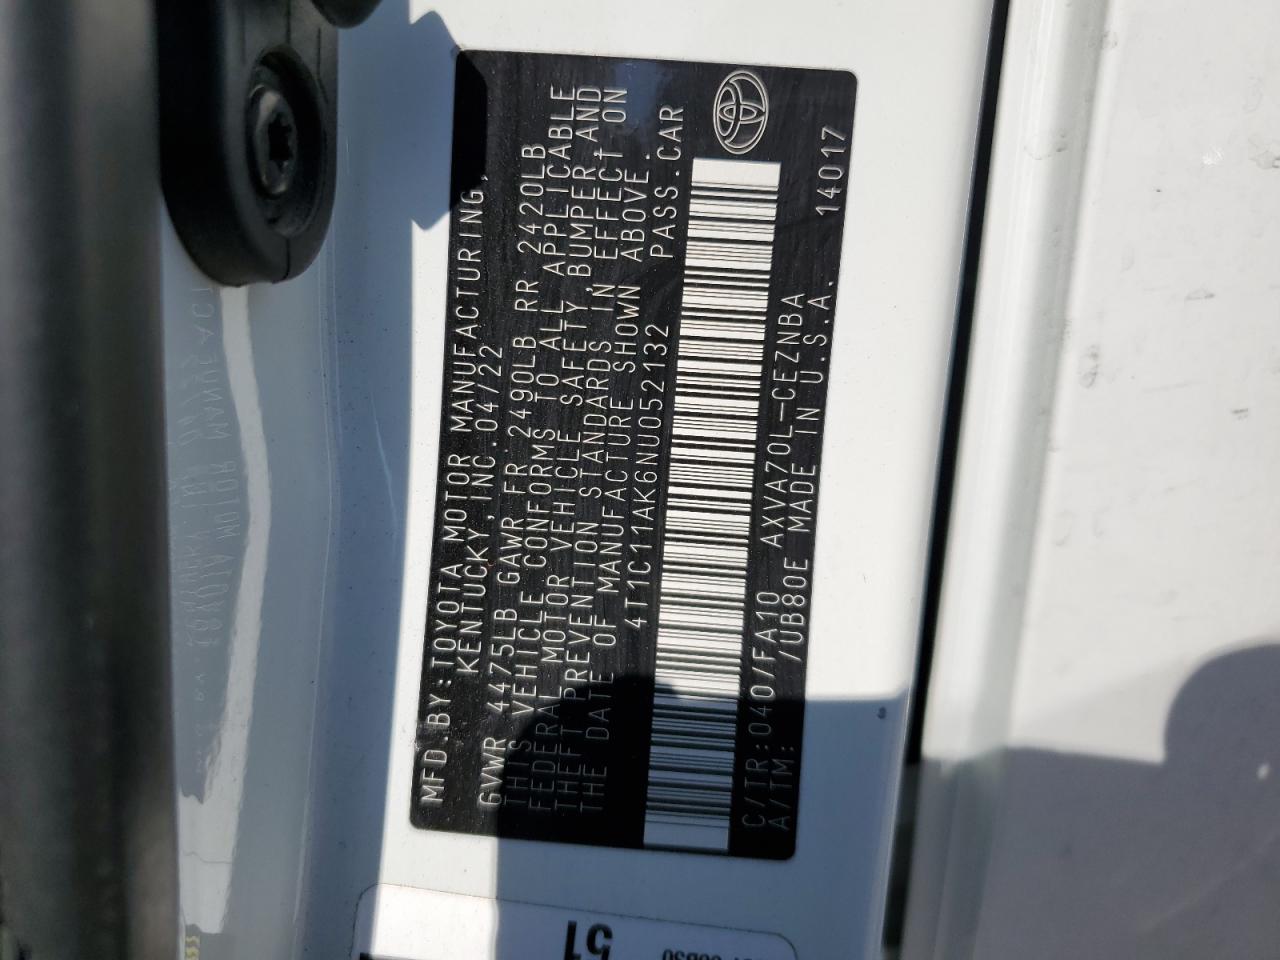 MFD.BY:TOYOTA MOTOR MANUFACTURING,
KENTUCKY,INC.04/22
GVWR 4475LB GAWR FR 2490LB RR 2420LB
THIS VEHICLE CONFORMS TO ALL APPLICABLE
FEDERAL MOTOR VEHICLE SAFETY,BUMPER,AND
THEFT PREVENTION STANDARDS IN EFFECT ON
THE DATE OF MANUFACTURE SHOWN ABOVE.
4T1C11AK6NU052132 PASS.CAR
C/TR:040/FA10 AXVA70L-CEZNBA
A/TM: /UB80E MADE IN U.S.A. 14017
51